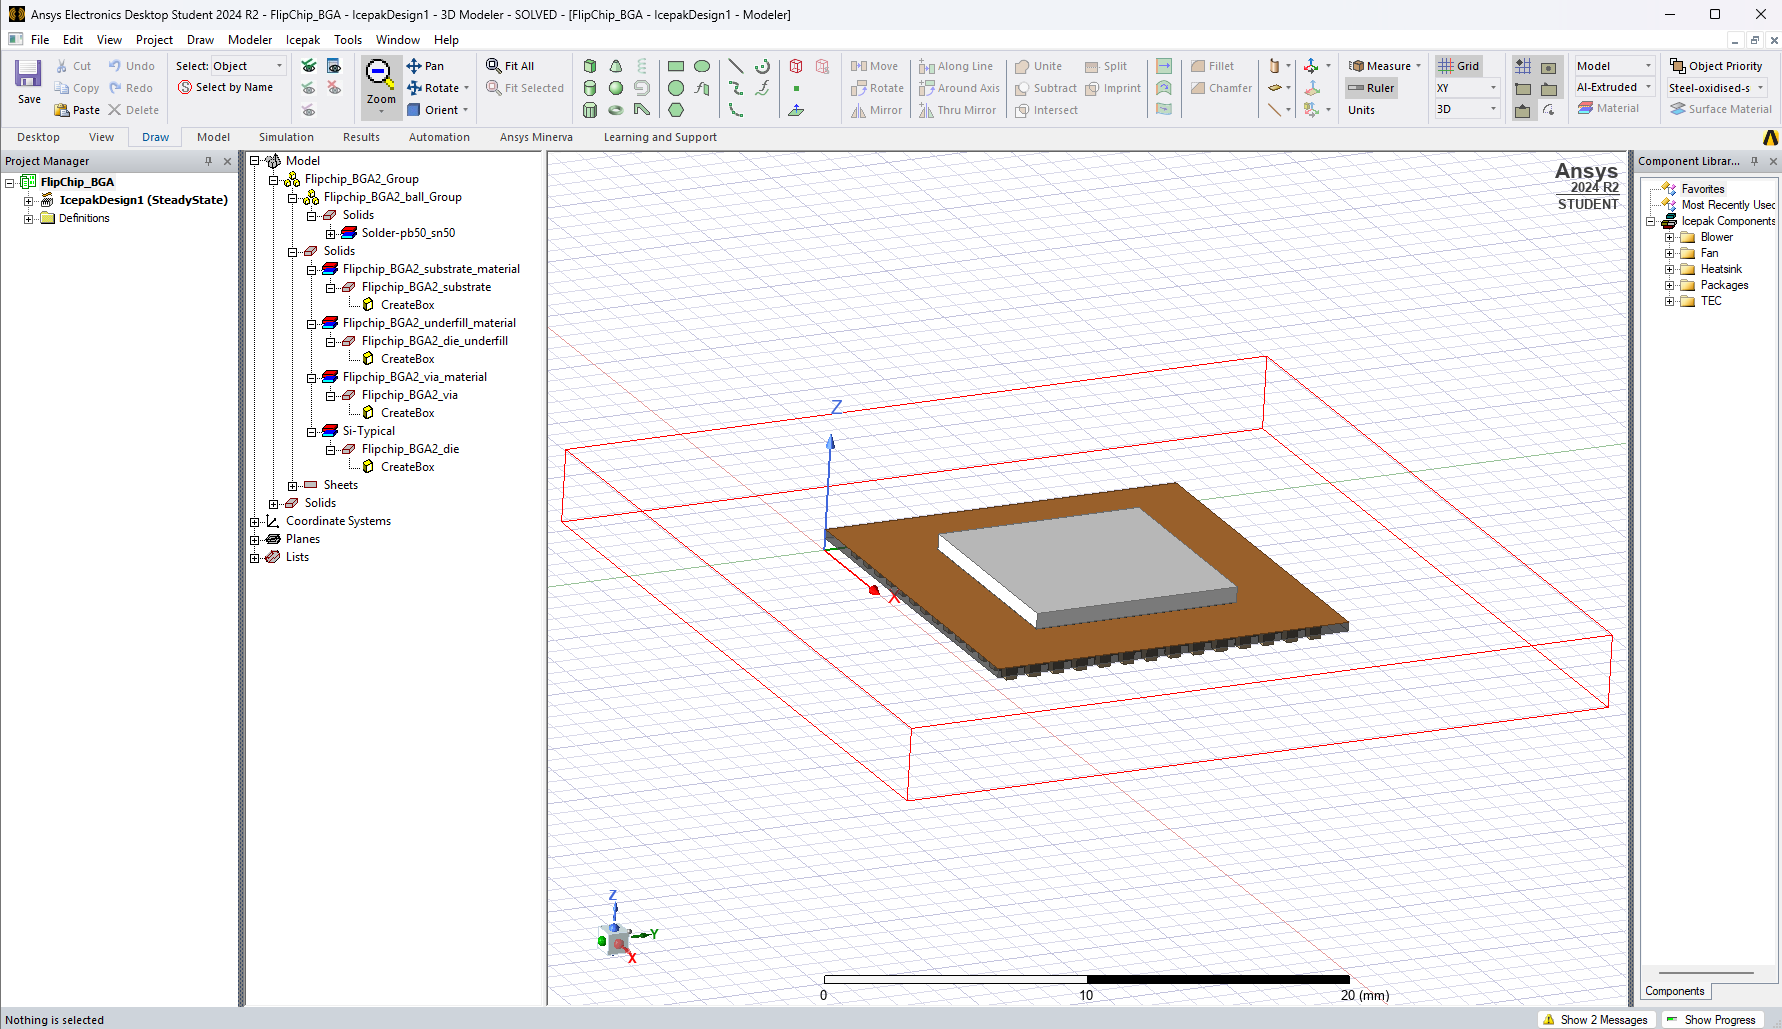 Ansys Electronics Desktop Student 2024 R2 - FlipChip_BGA - IcepakDesign1 - 3D Modeler - SOLVED - [FlipChip_BGA - IcepakDesign1 - Modeler]
File Edit View Project Draw Modeler Icepak Tools Window Help
Save
Cut Undo
Copy Redo
Paste Delete
Select: Object
Select by Name
Zoom
Pan
Rotate
Orient
Fit All
Fit Selected
Move Along Line
Rotate Around Axis
Mirror Thru Mirror
Unite Split
Subtract Imprint
Intersect
Fillet
Chamfer
Measure
Ruler
Units
Grid
XY
3D
Model
Al-Extruded
Material
Object Priority
Steel-oxidised-s
Surface Material
Desktop View Draw Model Simulation Results Automation Ansys Minerva Learning and Support
Project Manager
FlipChip_BGA
IcepakDesign1 (SteadyState)
Definitions
Model
Flipchip_BGA2_Group
Flipchip_BGA2_ball_Group
Solids
Solder-pb50_sn50
Solids
Flipchip_BGA2_substrate_material
Flipchip_BGA2_substrate
CreateBox
Flipchip_BGA2_underfill_material
Flipchip_BGA2_die_underfill
CreateBox
Flipchip_BGA2_via_material
Flipchip_BGA2_via
CreateBox
Si-Typical
Flipchip_BGA2_die
CreateBox
Sheets
Solids
Coordinate Systems
Planes
Lists
Ansys
2024 R2
STUDENT
Z
X
Z
Y
X
0 10 20 (mm)
Component Librar...
Favorites
Most Recently Used
Icepak Components
Blower
Fan
Heatsink
Packages
TEC
Components
Nothing is selected
Show 2 Messages
Show Progress